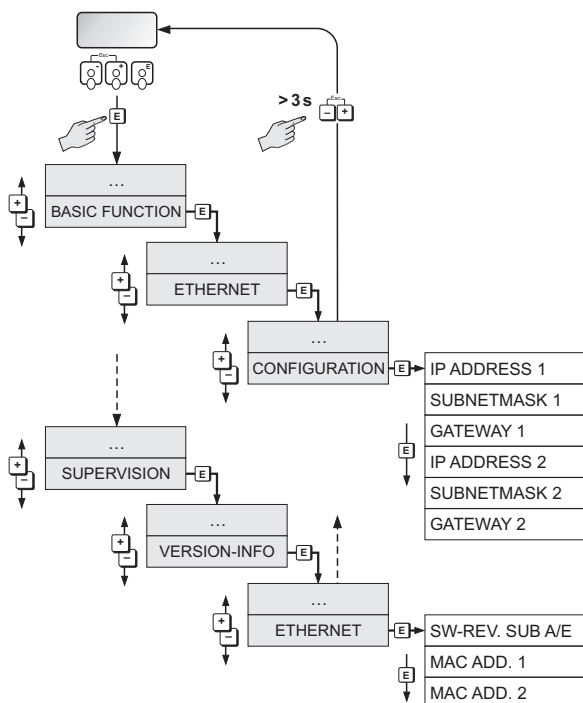 Esc
- + E
E
> 3 s
Esc
- +
…
BASIC FUNCTION
+
-
E
…
ETHERNET
+
-
E
…
CONFIGURATION
+
-
E
IP ADDRESS 1
SUBNETMASK 1
GATEWAY 1
IP ADDRESS 2
SUBNETMASK 2
GATEWAY 2
E
…
SUPERVISION
+
-
E
…
VERSION-INFO
+
-
E
…
ETHERNET
+
-
E
SW-REV. SUB A/E
MAC ADD. 1
MAC ADD. 2
E